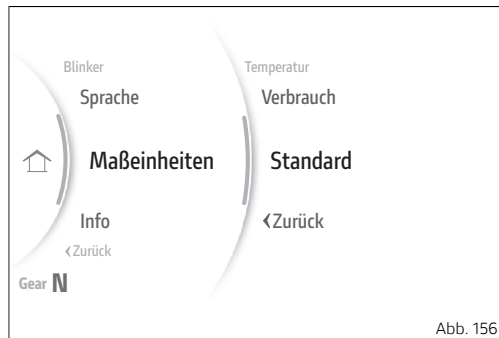 Blinker
Sprache
Maßeinheiten
Info
Zurück
Gear N
Temperatur
Verbrauch
Standard
Zurück
Abb. 156